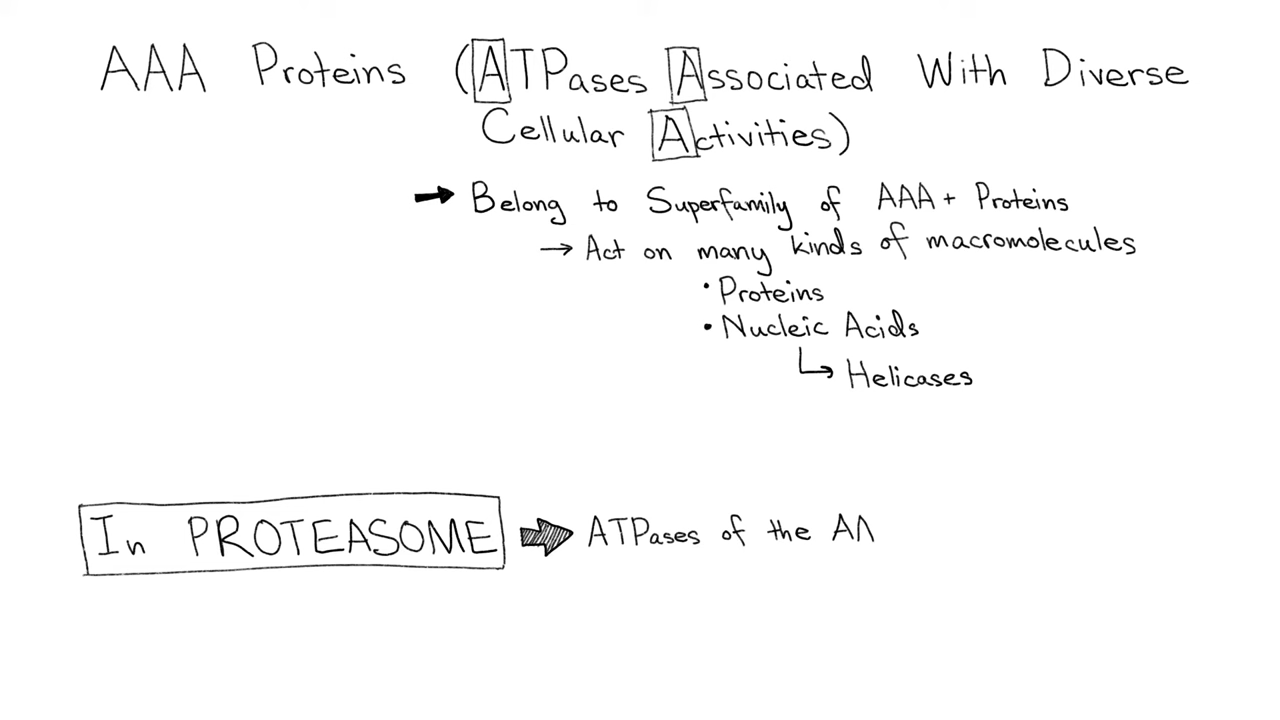 AAA Proteins (ATPases Associated With Diverse
Cellular Activities)
→ Belong to Superfamily of AAA+ Proteins
→ Act on many kinds of macromolecules
• Proteins
• Nucleic Acids
↳ Helicases
In PROTEASOME → ATPases of the